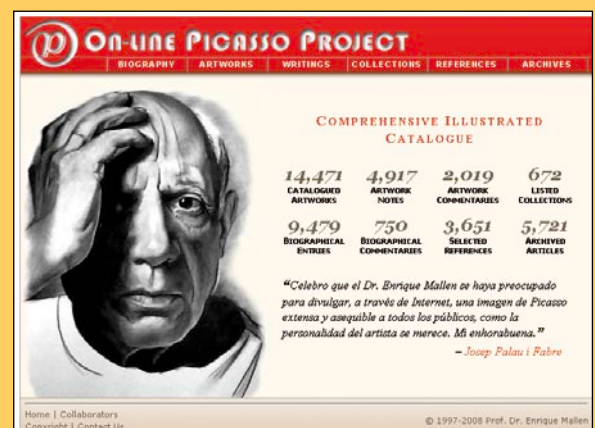 ON-LINE PICASSO PROJECT
BIOGRAPHY ARTWORKS WRITINGS COLLECTIONS REFERENCES ARCHIVES
COMPREHENSIVE ILLUSTRATED
CATALOGUE
14,471 4,917 2,019 672
CATALOGUED ARTWORK ARTWORK LISTED
ARTWORKS NOTES COMMENTARIES COLLECTIONS
9,479 750 3,651 5,721
BIOGRAPHICAL BIOGRAPHICAL SELECTED ARCHIVED
ENTRIES COMMENTARIES REFERENCES ARTICLES
“Celebro que el Dr. Enrique Mallen se haya preocupado
para divulgar, a través de Internet, una imagen de Picasso
extensa y asequible a todos los públicos, como la
personalidad del artista se merece. Mi enhorabuena.”
– Josep Palau i Fabre
Home | Collaborators
Copyright | Contact Us
© 1997-2008 Prof. Dr. Enrique Mallen